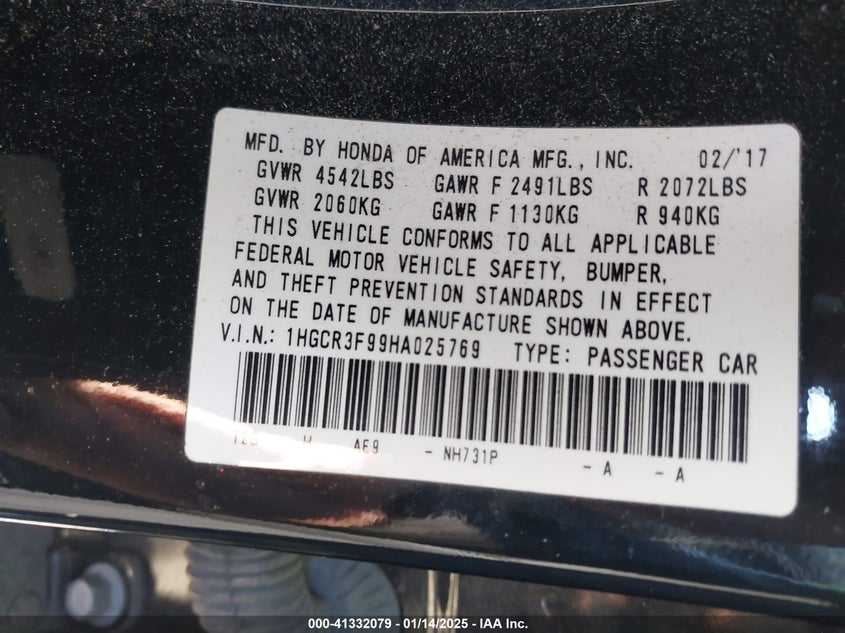 MFD. BY HONDA OF AMERICA MFG., INC. 02/'17
GVWR 4542LBS GAWR F 2491LBS R 2072LBS
GVWR 2060KG GAWR F 1130KG R 940KG
THIS VEHICLE CONFORMS TO ALL APPLICABLE
FEDERAL MOTOR VEHICLE SAFETY, BUMPER,
AND THEFT PREVENTION STANDARDS IN EFFECT
ON THE DATE OF MANUFACTURE SHOWN ABOVE.
V.I.N.: 1HGCR3F99HA025769 TYPE: PASSENGER CAR
H AE9 - NH731P - A - A
000-41332079 - 01/14/2025 - IAA Inc.